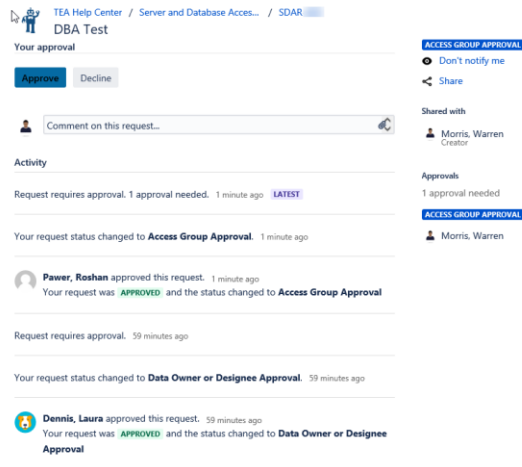 TEA Help Center / Server and Database Acces... / SDAR
DBA Test
Your approval
Approve Decline
Comment on this request...
Activity
Request requires approval. 1 approval needed. 1 minute ago LATEST
Your request status changed to Access Group Approval. 1 minute ago
Pawer, Roshan approved this request. 1 minute ago
Your request was APPROVED and the status changed to Access Group Approval
Request requires approval. 59 minutes ago
Your request status changed to Data Owner or Designee Approval. 59 minutes ago
Dennis, Laura approved this request. 59 minutes ago
Your request was APPROVED and the status changed to Data Owner or Designee
Approval
ACCESS GROUP APPROVAL
Don't notify me
Share
Shared with
Morris, Warren
Creator
Approvals
1 approval needed
ACCESS GROUP APPROVAL
Morris, Warren